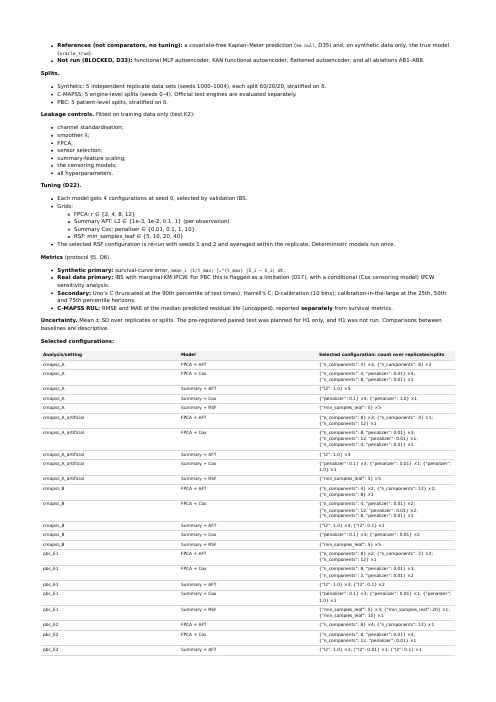 • References (not comparators, no tuning): a covariate-free Kaplan–Meier prediction (km_null, D35) and, on synthetic data only, the true model
(oracle_true).
• Not run (BLOCKED, D33): functional MLP autoencoder, KAN functional autoencoder, flattened autoencoder, and all ablations AB1–AB8.
Splits.
• Synthetic: 5 independent replicate data sets (seeds 1000–1004), each split 60/20/20, stratified on δ.
• C-MAPSS: 5 engine-level splits (seeds 0–4). Official test engines are evaluated separately.
• PBC: 5 patient-level splits, stratified on δ.
Leakage controls. Fitted on training data only (test K2):
• channel standardisation;
• smoother λ;
• FPCA;
• sensor selection;
• summary-feature scaling;
• the censoring models;
• all hyperparameters.
Tuning (D22).
• Each model gets 4 configurations at seed 0, selected by validation IBS.
• Grids:
◦ FPCA: r ∈ {2, 4, 8, 12}
◦ Summary AFT: L2 ∈ {1e-3, 1e-2, 0.1, 1} (per observation)
◦ Summary Cox: penaliser ∈ {0.01, 0.1, 1, 10}
◦ RSF: min_samples_leaf ∈ {5, 10, 20, 40}
• The selected RSF configuration is re-run with seeds 1 and 2 and averaged within the replicate. Deterministic models run once.
Metrics (protocol §5, D6).
• Synthetic primary: survival-curve error, mean_i (1/t_max) ∫₀^{t_max} |Ŝ_i − S_i| dt.
• Real data primary: IBS with marginal-KM IPCW. For PBC this is flagged as a limitation (D17), with a conditional (Cox censoring model) IPCW
sensitivity analysis.
• Secondary: Uno's C (truncated at the 90th percentile of test times); Harrell's C; D-calibration (10 bins); calibration-in-the-large at the 25th, 50th
and 75th percentile horizons.
• C-MAPSS RUL: RMSE and MAE of the median predicted residual life (uncapped), reported separately from survival metrics.
Uncertainty. Mean ± SD over replicates or splits. The pre-registered paired test was planned for H1 only, and H1 was not run. Comparisons between
baselines are descriptive.
Selected configurations:
Analysis/setting Model Selected configuration: count over replicates/splits
cmapss_A FPCA + AFT {"n_components": 4} ×3; {"n_components": 8} ×2
cmapss_A FPCA + Cox {"n_components": 4, "penalizer": 0.01} ×4;
{"n_components": 8, "penalizer": 0.01} ×1
cmapss_A Summary + AFT {"l2": 1.0} ×5
cmapss_A Summary + Cox {"penalizer": 0.1} ×4; {"penalizer": 1.0} ×1
cmapss_A Summary + RSF {"min_samples_leaf": 5} ×5
cmapss_A_artificial FPCA + AFT {"n_components": 8} ×3; {"n_components": 4} ×1;
{"n_components": 12} ×1
cmapss_A_artificial FPCA + Cox {"n_components": 8, "penalizer": 0.01} ×3;
{"n_components": 12, "penalizer": 0.01} ×1;
{"n_components": 4, "penalizer": 0.01} ×1
cmapss_A_artificial Summary + AFT {"l2": 1.0} ×4
cmapss_A_artificial Summary + Cox {"penalizer": 0.1} ×3; {"penalizer": 0.01} ×1; {"penalizer":
1.0} ×1
cmapss_A_artificial Summary + RSF {"min_samples_leaf": 5} ×5
cmapss_B FPCA + AFT {"n_components": 4} ×2; {"n_components": 12} ×2;
{"n_components": 8} ×1
cmapss_B FPCA + Cox {"n_components": 4, "penalizer": 0.01} ×2;
{"n_components": 12, "penalizer": 0.01} ×2;
{"n_components": 8, "penalizer": 0.01} ×1
cmapss_B Summary + AFT {"l2": 1.0} ×4; {"l2": 0.1} ×1
cmapss_B Summary + Cox {"penalizer": 0.1} ×3; {"penalizer": 0.01} ×2
cmapss_B Summary + RSF {"min_samples_leaf": 5} ×5
pbc_E1 FPCA + AFT {"n_components": 8} ×2; {"n_components": 2} ×2;
{"n_components": 12} ×1
pbc_E1 FPCA + Cox {"n_components": 8, "penalizer": 0.01} ×3;
{"n_components": 2, "penalizer": 0.01} ×2
pbc_E1 Summary + AFT {"l2": 1.0} ×3; {"l2": 0.1} ×2
pbc_E1 Summary + Cox {"penalizer": 0.1} ×3; {"penalizer": 0.01} ×1; {"penalizer":
1.0} ×1
pbc_E1 Summary + RSF {"min_samples_leaf": 5} ×3; {"min_samples_leaf": 20} ×1;
{"min_samples_leaf": 10} ×1
pbc_E2 FPCA + AFT {"n_components": 8} ×4; {"n_components": 12} ×1
pbc_E2 FPCA + Cox {"n_components": 8, "penalizer": 0.01} ×4;
{"n_components": 12, "penalizer": 0.01} ×1
pbc_E2 Summary + AFT {"l2": 1.0} ×3; {"l2": 0.01} ×1; {"l2": 0.1} ×1